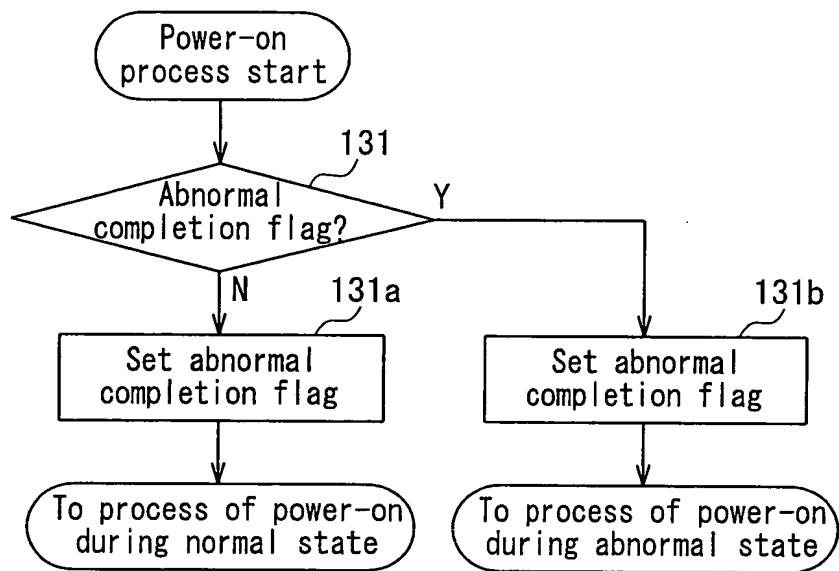 Power-on
process start
131
Abnormal
completion flag?
Y
N
131a
Set abnormal
completion flag
131b
Set abnormal
completion flag
To process of power-on
during normal state
To process of power-on
during abnormal state